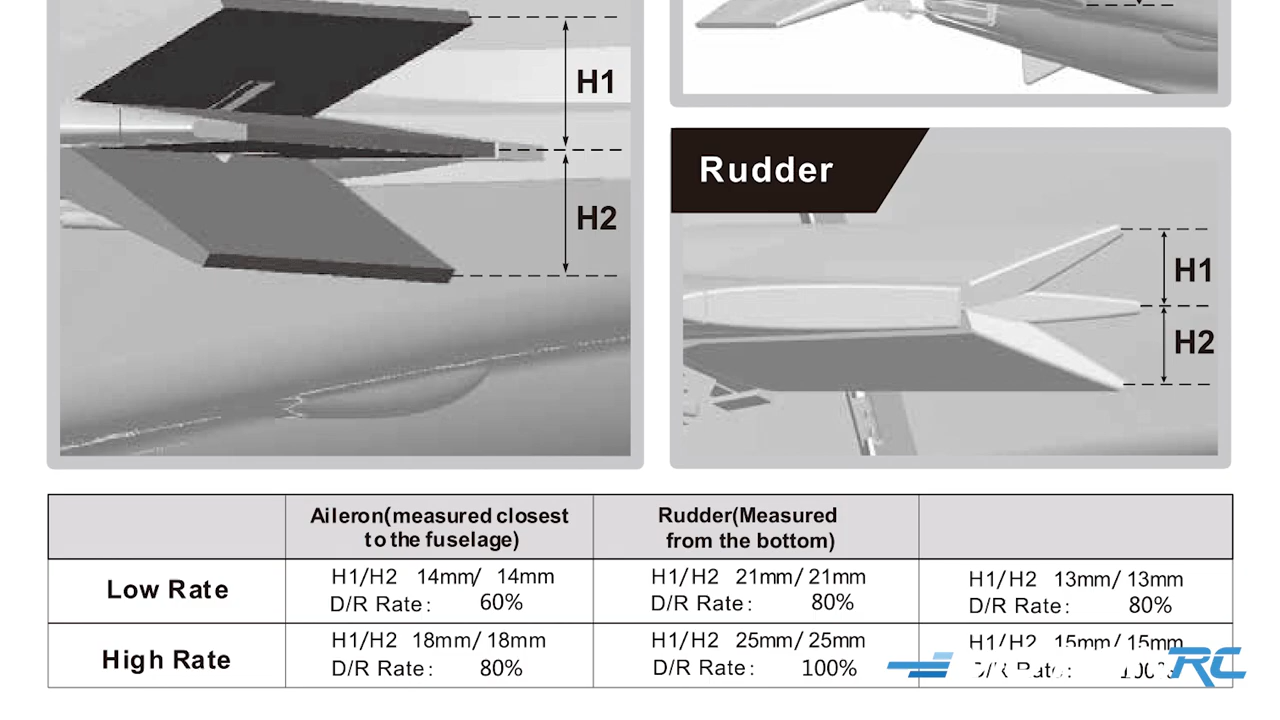 H1
H2
Rudder
H1
H2
Aileron(measured closest
to the fuselage)
Rudder(Measured
from the bottom)
Low Rate
H1/H2 14mm/ 14mm
D/R Rate: 60%
H1/H2 21mm/ 21mm
D/R Rate: 80%
H1/H2 13mm/ 13mm
D/R Rate: 80%
High Rate
H1/H2 18mm/ 18mm
D/R Rate: 80%
H1/H2 25mm/ 25mm
D/R Rate: 100%
H1/H2 15mm/ 15mm
D/R Rate: 100%
RC